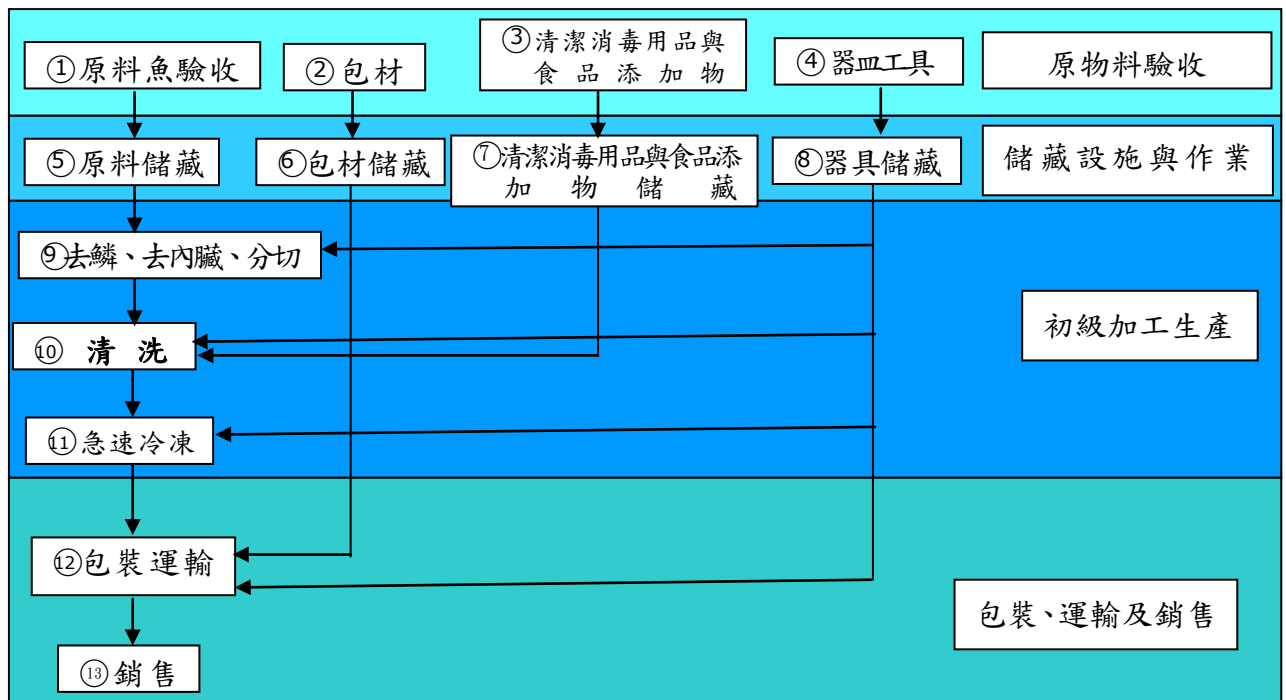 ①原料魚驗收
②包材
③清潔消毒用品與
食品添加物
④器皿工具
原物料驗收
⑤原料儲藏
⑥包材儲藏
⑦清潔消毒用品與食品添
加物儲藏
⑧器具儲藏
儲藏設施與作業
⑨去鱗、去內臟、分切
⑩清洗
初級加工生產
⑪急速冷凍
⑫包裝運輸
包裝、運輸及銷售
⑬銷售